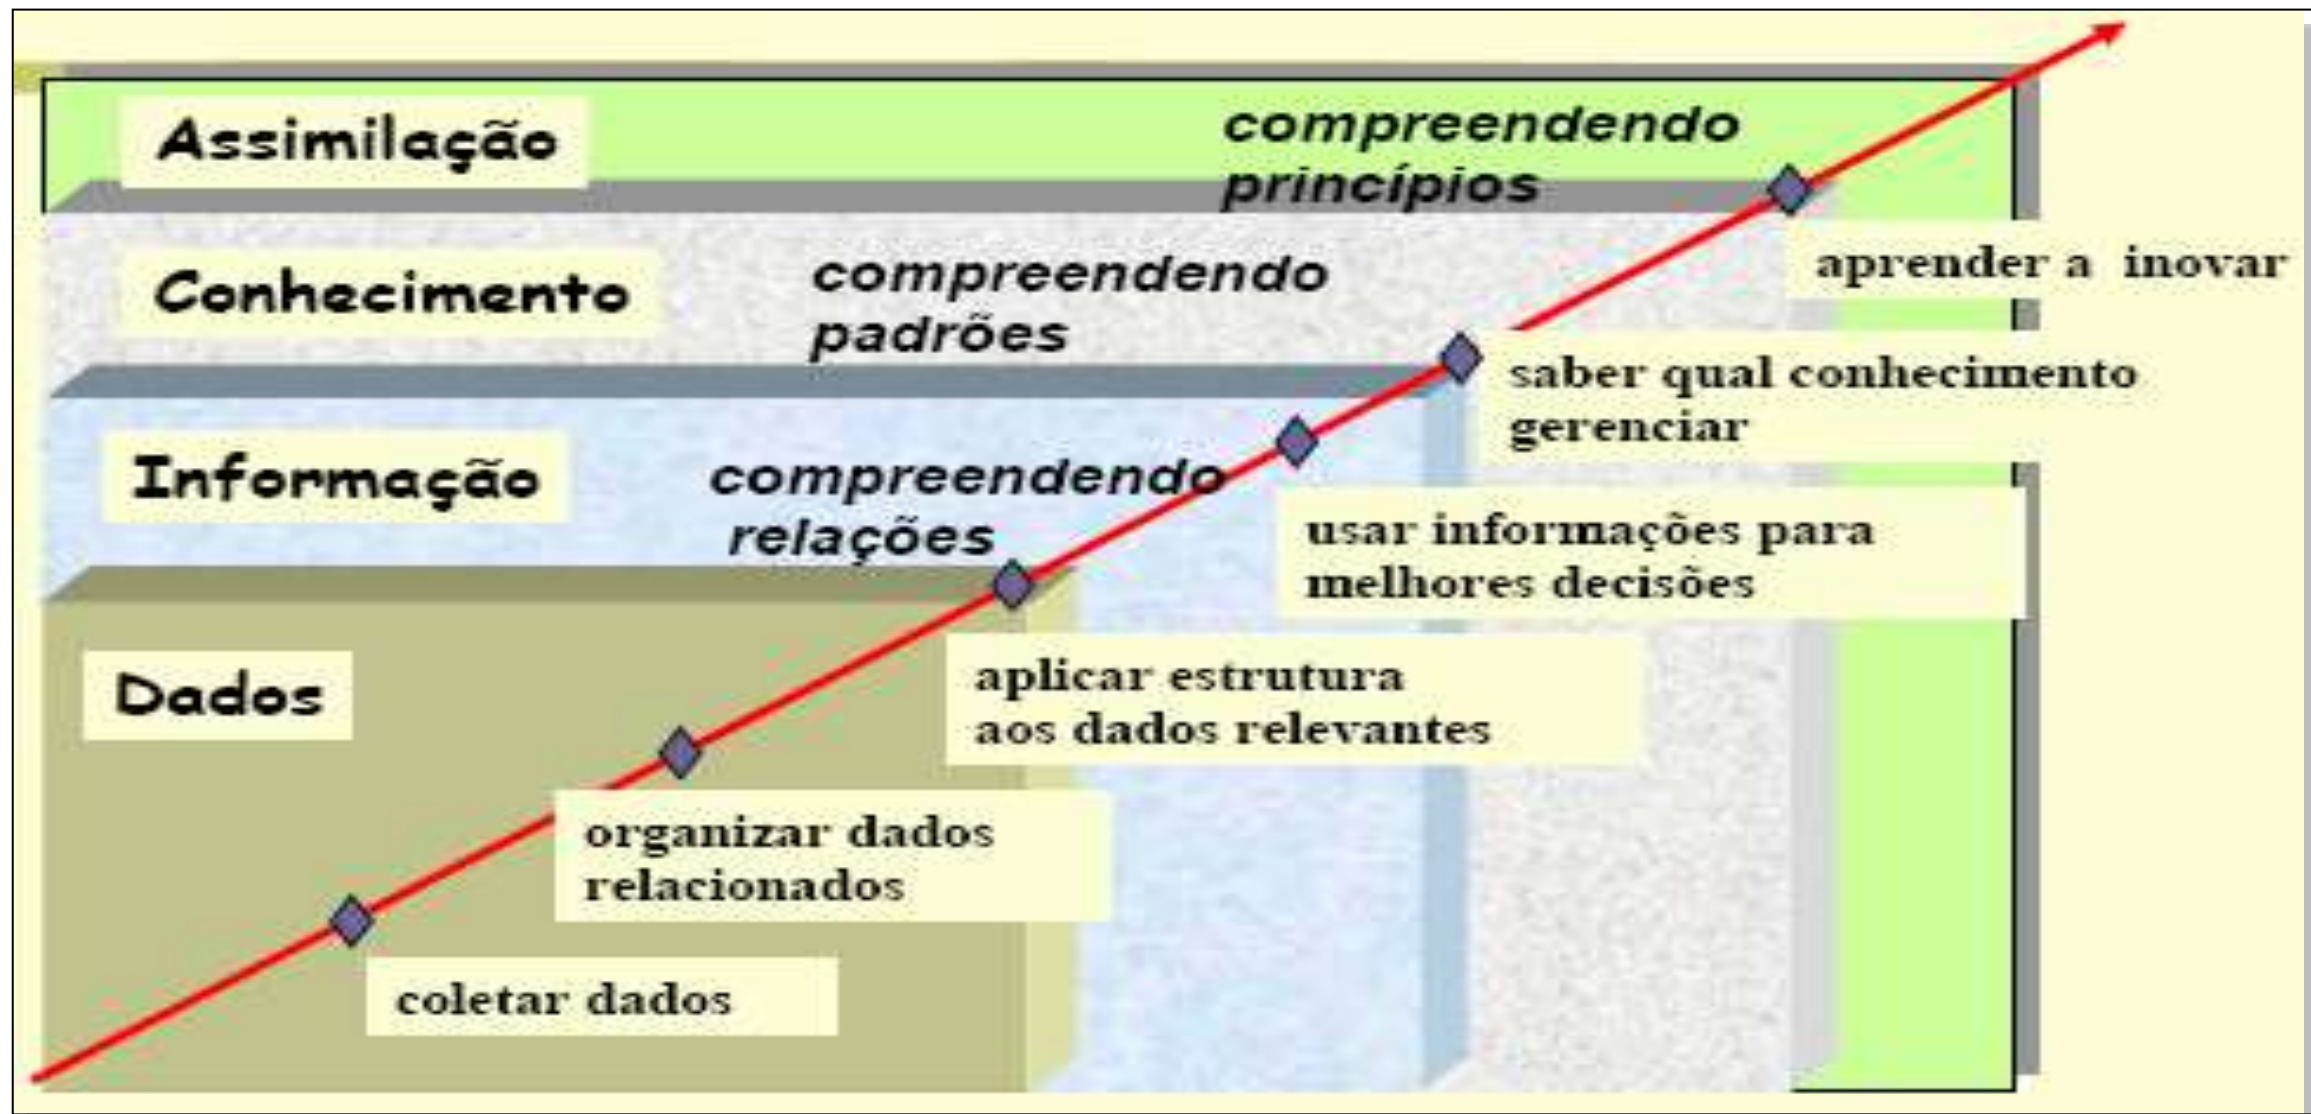 Assimilação
compreendendo
princípios
aprender a inovar
Conhecimento
compreendendo
padrões
saber qual conhecimento
gerenciar
Informação
compreendendo
relações
usar informações para
melhores decisões
Dados
aplicar estrutura
aos dados relevantes
organizar dados
relacionados
coletar dados